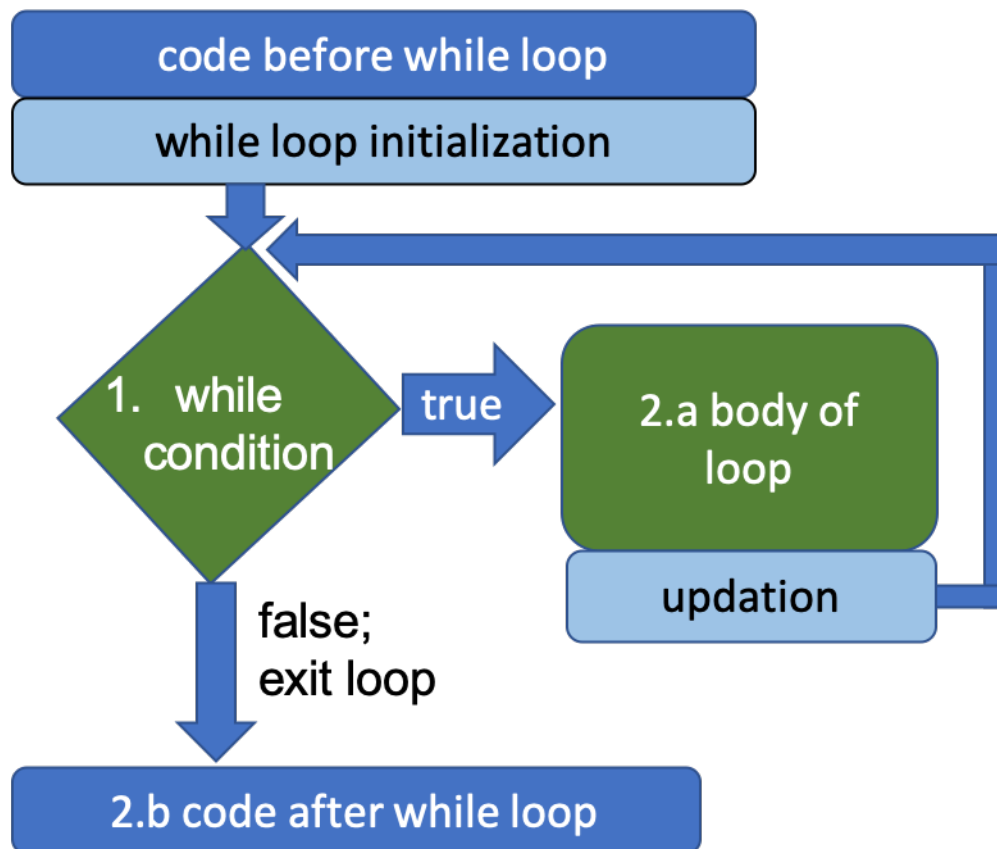 code before while loop
while loop initialization
1. while
condition
true
2.a body of
loop
updation
false;
exit loop
2.b code after while loop